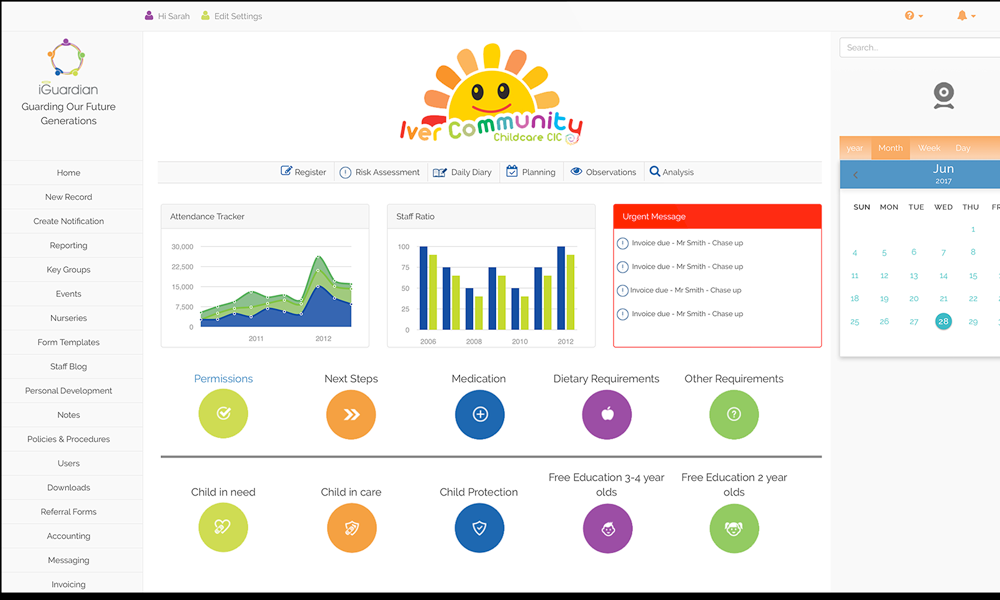 Hi Sarah
Edit Settings
iGuardian
Guarding Our Future
Generations
Home
New Record
Create Notification
Reporting
Key Groups
Events
Nurseries
Form Templates
Staff Blog
Personal Development
Notes
Policies & Procedures
Users
Downloads
Referral Forms
Accounting
Messaging
Invoicing
Iver Community
Childcare CIC
Register
Risk Assessment
Daily Diary
Planning
Observations
Analysis
Attendance Tracker
30,000
22,500
15,000
7,500
0
2011
2012
Staff Ratio
100
75
50
25
0
2006
2008
2010
2012
Urgent Message
Invoice due - Mr Smith - Chase up
Invoice due - Mr Smith - Chase up
Invoice due - Mr Smith - Chase up
Invoice due - Mr Smith - Chase up
Permissions
Next Steps
Medication
Dietary Requirements
Other Requirements
Child in need
Child in care
Child Protection
Free Education 3-4 year
olds
Free Education 2 year
olds
Search...
year Month Week Day
Jun
2017
SUN MON TUE WED THU FR
1
4 5 6 7 8
11 12 13 14 15
18 19 20 21 22
25 26 27 28 29